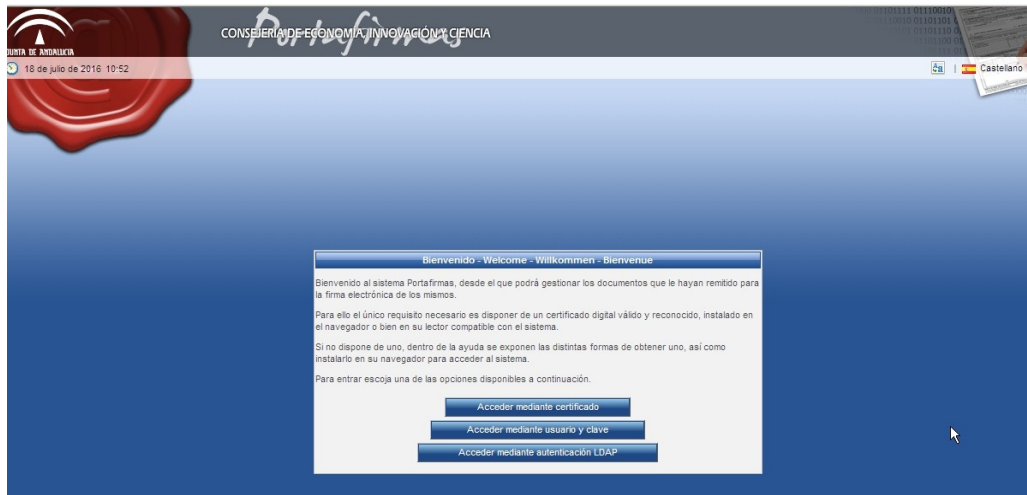 JUNTA DE ANDALUCIA
Portafirmas
CONSEJERÍA DE ECONOMÍA, INNOVACIÓN Y CIENCIA
18 de julio de 2016 10:52
Castellano
Bienvenido - Welcome - Willkommen - Bienvenue
Bienvenido al sistema Portafirmas, desde el que podrá gestionar los documentos que le hayan remitido para
la firma electrónica de los mismos.
Para ello el único requisito necesario es disponer de un certificado digital válido y reconocido, instalado en
el navegador o bien en su lector compatible con el sistema.
Si no dispone de uno, dentro de la ayuda se exponen las distintas formas de obtener uno, así como
instalarlo en su navegador para acceder al sistema.
Para entrar escoja una de las opciones disponibles a continuación.
Acceder mediante certificado
Acceder mediante usuario y clave
Acceder mediante autenticación LDAP